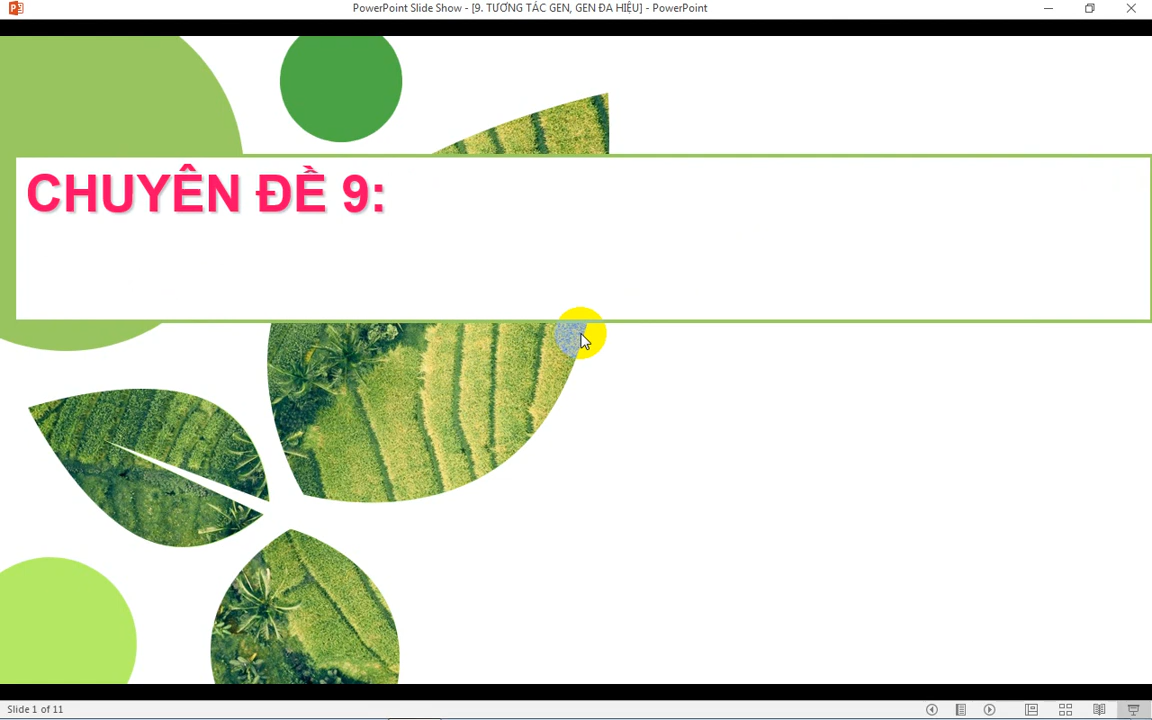 PowerPoint Slide Show - [9. TƯƠNG TÁC GEN, GEN ĐA HIỆU] - PowerPoint
CHUYÊN ĐỀ 9:
Slide 1 of 11